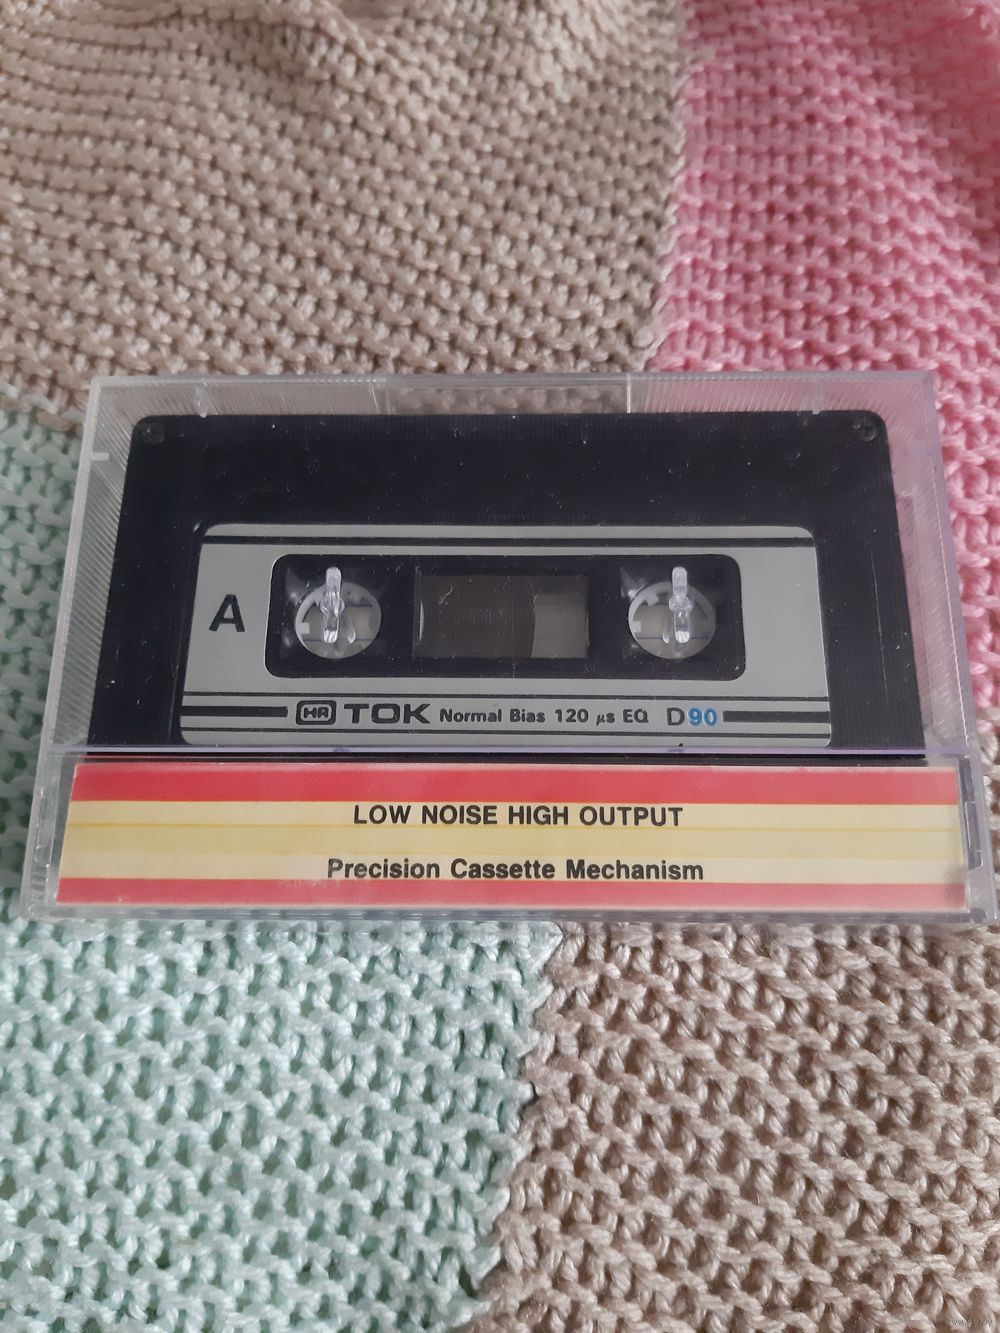 A
HR TOK Normal Bias 120 µs EQ D90
LOW NOISE HIGH OUTPUT
Precision Cassette Mechanism